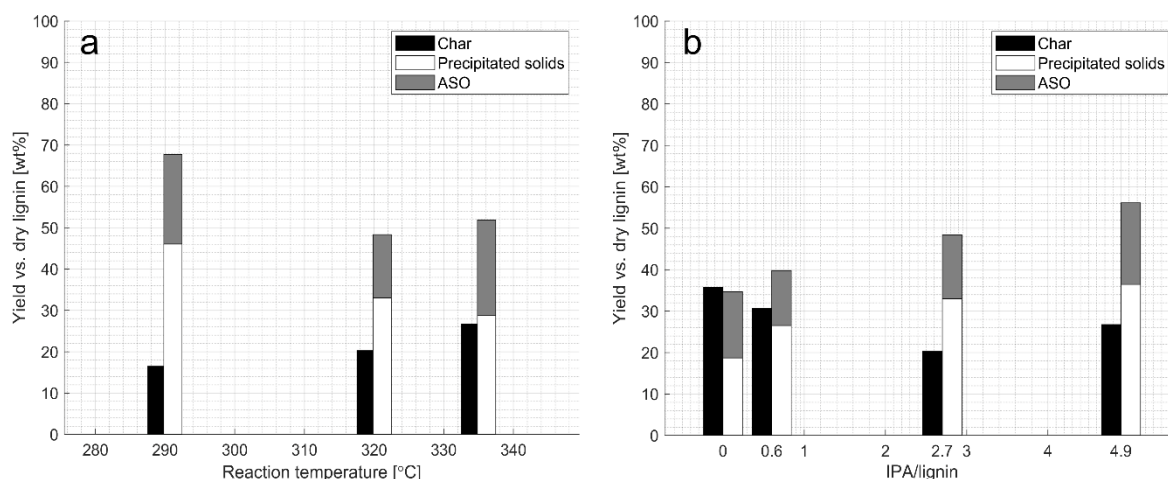 a
Char
Precipitated solids
ASO
Yield vs. dry lignin [wt%]
100
90
80
70
60
50
40
30
20
10
0
280 290 300 310 320 330 340
Reaction temperature [°C]
b
Char
Precipitated solids
ASO
Yield vs. dry lignin [wt%]
100
90
80
70
60
50
40
30
20
10
0
0 0.6 1 2 2.7 3 4 4.9
IPA/lignin